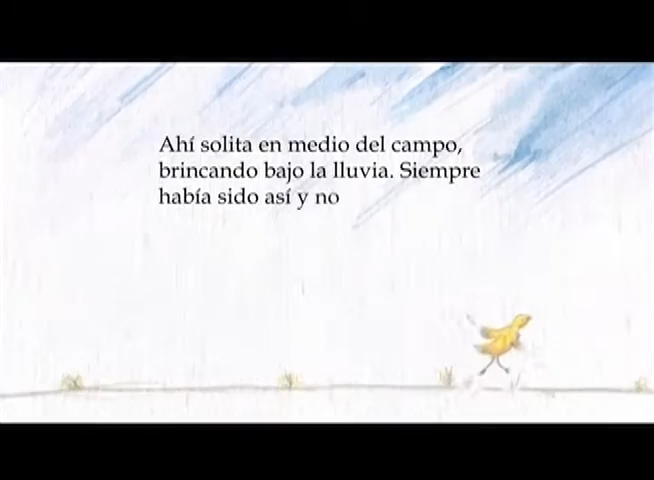 Ahí solita en medio del campo,
brincando bajo la lluvia. Siempre
había sido así y no